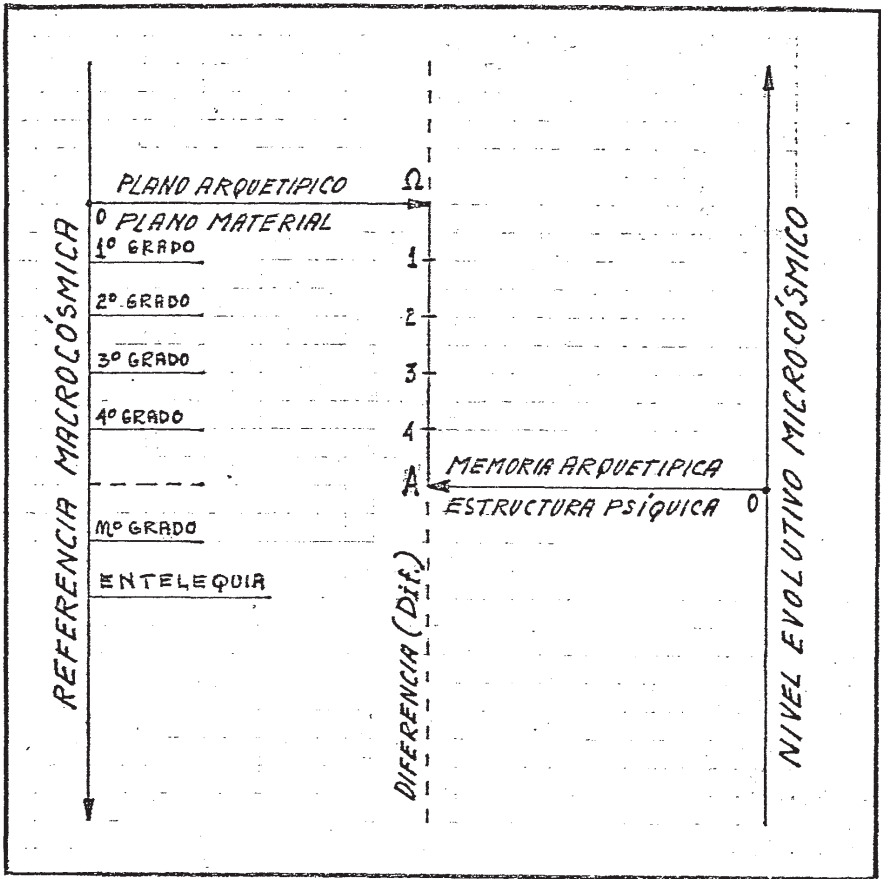 PLANO ARQUETIPICO
Ω
0 PLANO MATERIAL
1º GRADO
1
2º GRADO
2
3º GRADO
3
4º GRADO
4
A
MEMORIA ARQUETIPICA
ESTRUCTURA PSÍQUICA 0
Mº GRADO
ENTELEQUIA
REFERENCIA MACROCÓSMICA
DIFERENCIA (Dif.)
NIVEL EVOLUTIVO MICROCÓSMICO